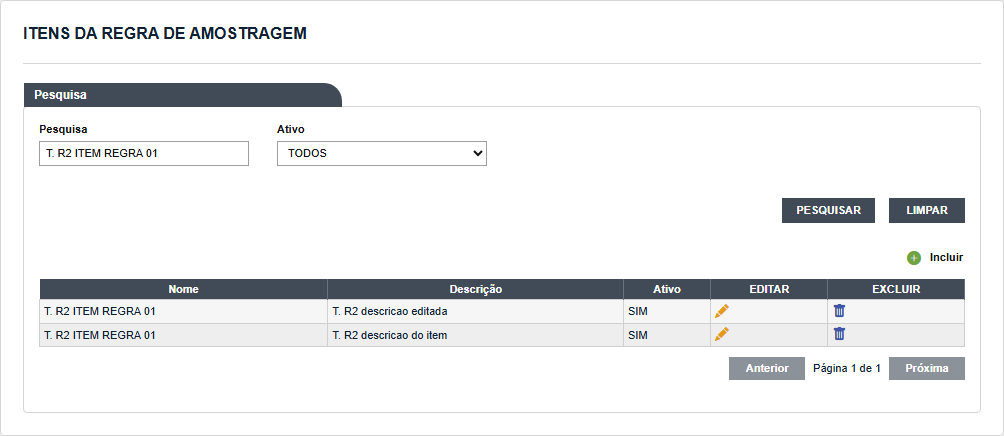 ITENS DA REGRA DE AMOSTRAGEM
Pesquisa
Pesquisa Ativo
T. R2 ITEM REGRA 01 TODOS
PESQUISAR LIMPAR
Incluir
Nome Descrição Ativo EDITAR EXCLUIR
T. R2 ITEM REGRA 01 T. R2 descricao editada SIM
T. R2 ITEM REGRA 01 T. R2 descricao do item SIM
Anterior Página 1 de 1 Próxima